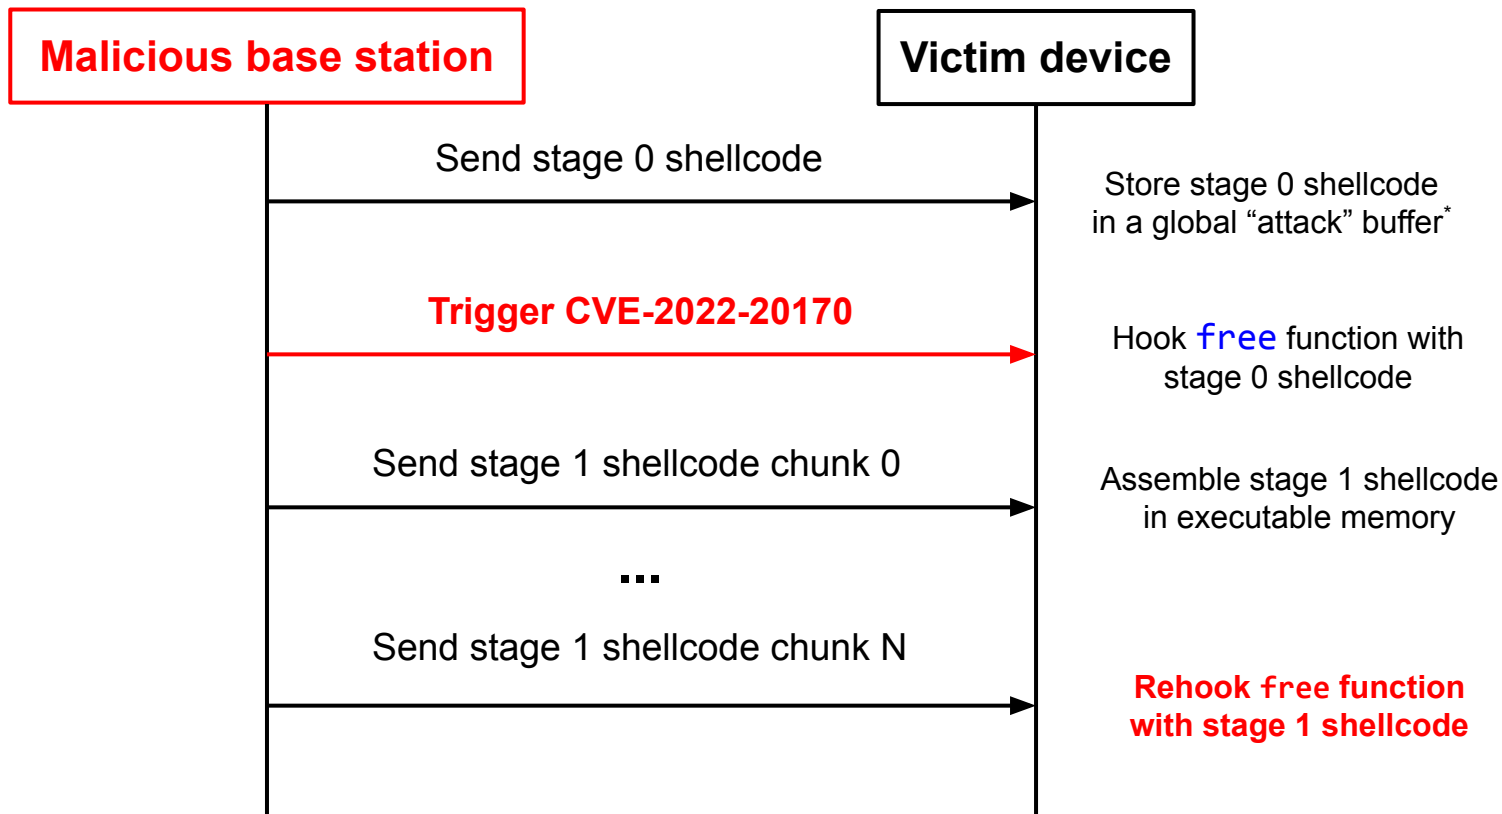 Malicious base station
Victim device
Send stage 0 shellcode
Store stage 0 shellcode
in a global “attack” buffer*
Trigger CVE-2022-20170
Hook free function with
stage 0 shellcode
Send stage 1 shellcode chunk 0
Assemble stage 1 shellcode
in executable memory
...
Send stage 1 shellcode chunk N
Rehook free function
with stage 1 shellcode